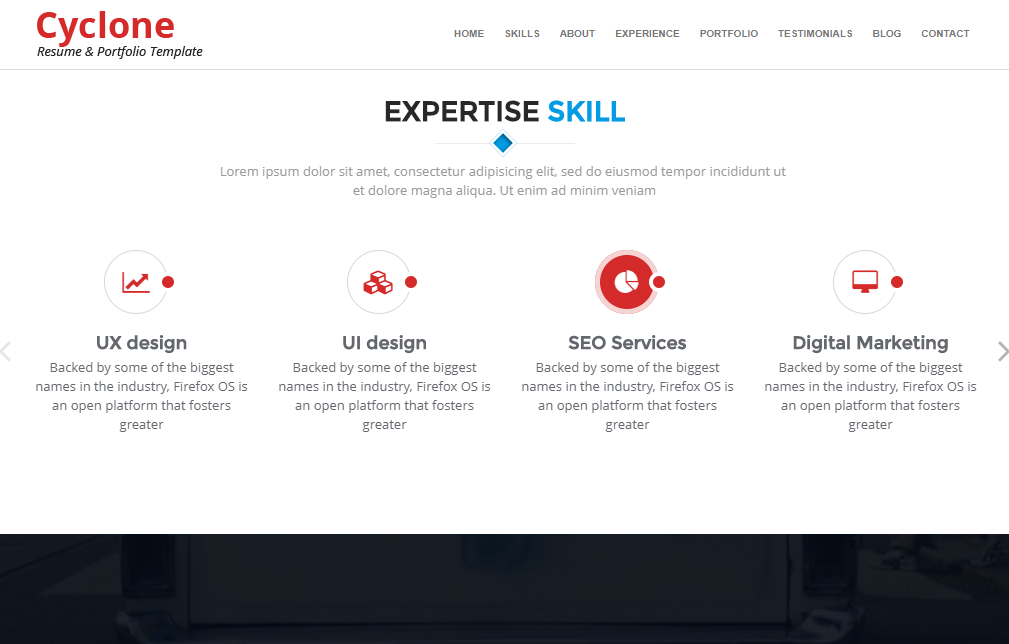 Cyclone
Resume & Portfolio Template
HOME SKILLS ABOUT EXPERIENCE PORTFOLIO TESTIMONIALS BLOG CONTACT
EXPERTISE SKILL
Lorem ipsum dolor sit amet, consectetur adipisicing elit, sed do eiusmod tempor incididunt ut
et dolore magna aliqua. Ut enim ad minim veniam
UX design
Backed by some of the biggest
names in the industry, Firefox OS is
an open platform that fosters
greater
UI design
Backed by some of the biggest
names in the industry, Firefox OS is
an open platform that fosters
greater
SEO Services
Backed by some of the biggest
names in the industry, Firefox OS is
an open platform that fosters
greater
Digital Marketing
Backed by some of the biggest
names in the industry, Firefox OS is
an open platform that fosters
greater